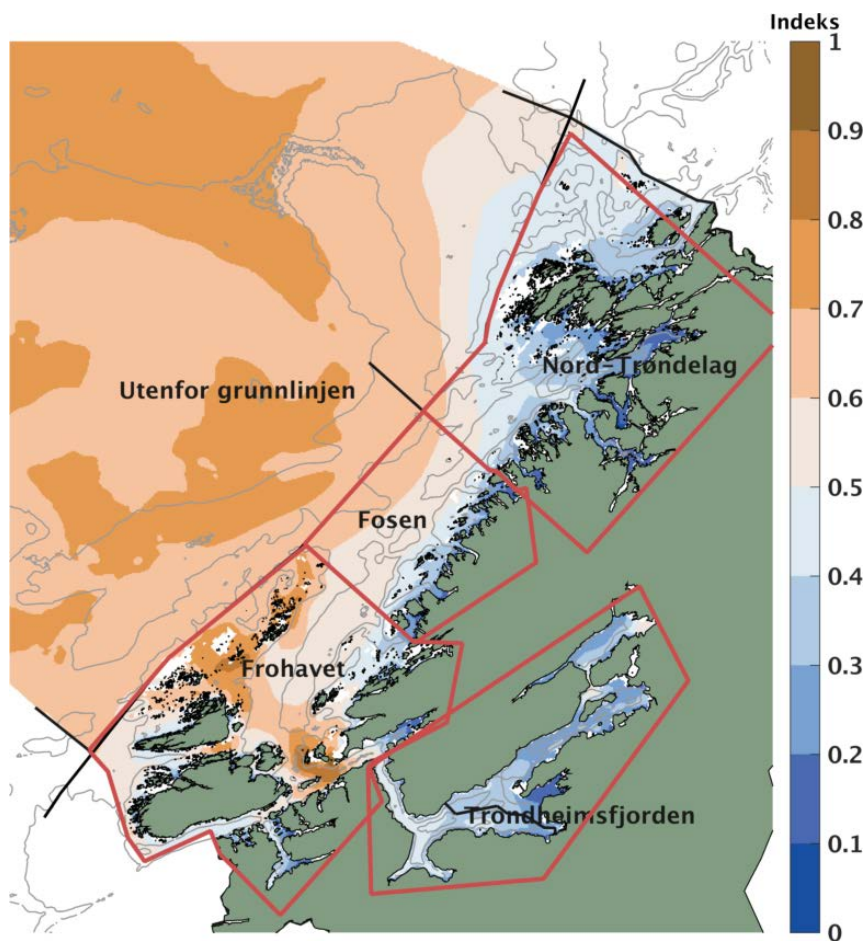 Indeks
1
0.9
0.8
0.7
0.6
0.5
0.4
0.3
0.2
0.1
0
Nord-Trøndelag
Utenfor grunnlinjen
Fosen
Frohavet
Trondheimsfjorden